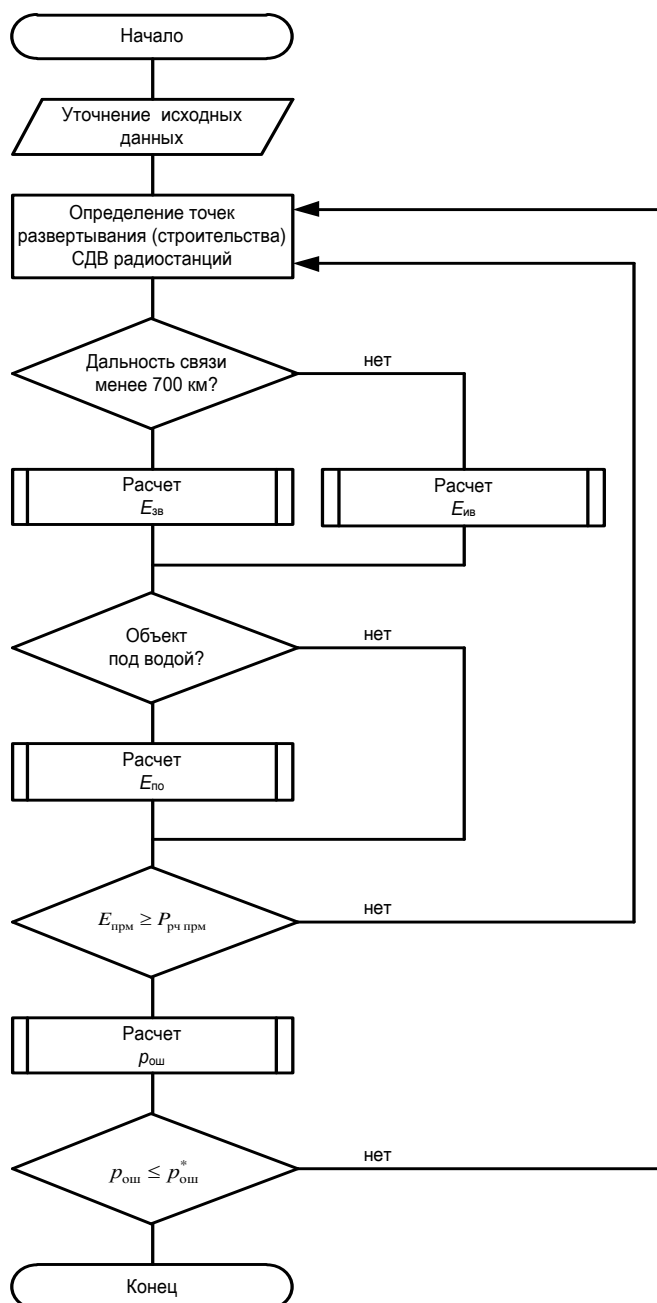 Начало
Уточнение исходных
данных
Определение точек
развертывания (строительства)
СДВ радиостанций
Дальность связи
менее 700 км?
нет
Расчет
Eзв
Расчет
Eив
Объект
под водой?
нет
Расчет
Eпо
Eпрм ≥ Pрч прм
нет
Расчет
pош
pош ≤ p*ош
нет
Конец